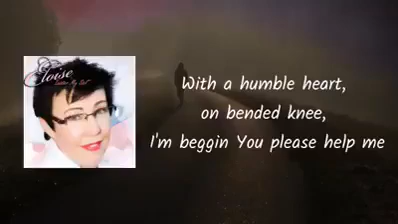 Eloise
With a humble heart,
on bended knee,
I'm beggin You please help me